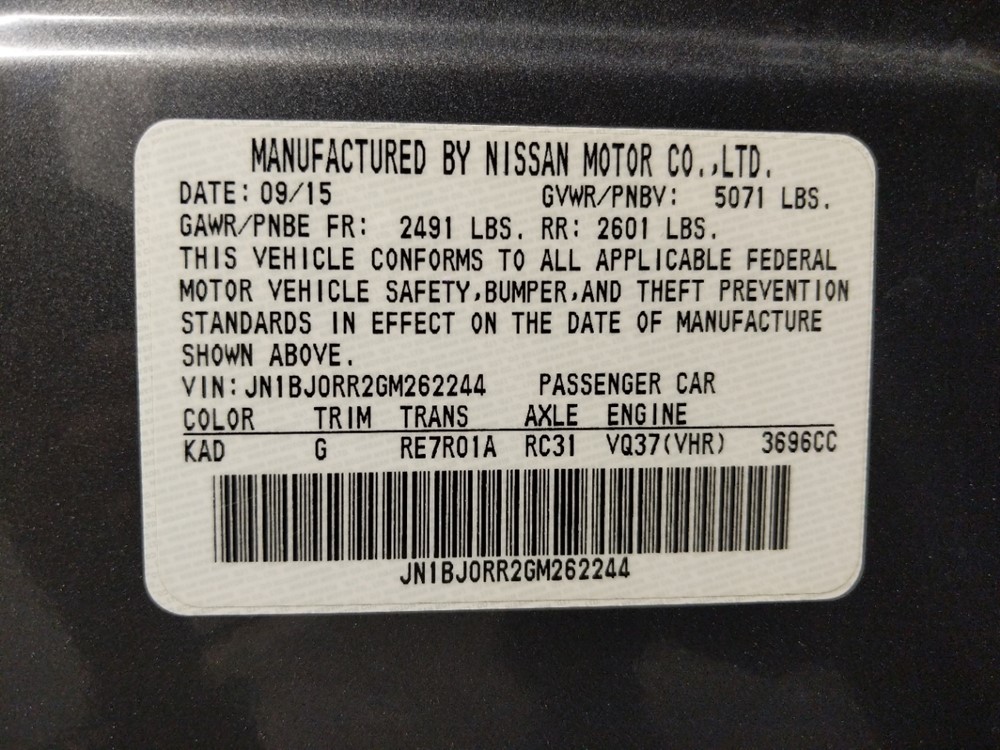 MANUFACTURED BY NISSAN MOTOR CO.,LTD.
DATE: 09/15 GVWR/PNBV: 5071 LBS.
GAWR/PNBE FR: 2491 LBS. RR: 2601 LBS.
THIS VEHICLE CONFORMS TO ALL APPLICABLE FEDERAL
MOTOR VEHICLE SAFETY,BUMPER,AND THEFT PREVENTION
STANDARDS IN EFFECT ON THE DATE OF MANUFACTURE
SHOWN ABOVE.
VIN:JN1BJ0RR2GM262244 PASSENGER CAR
COLOR TRIM TRANS AXLE ENGINE
KAD G RE7R01A RC31 VQ37(VHR) 3696CC
JN1BJ0RR2GM262244